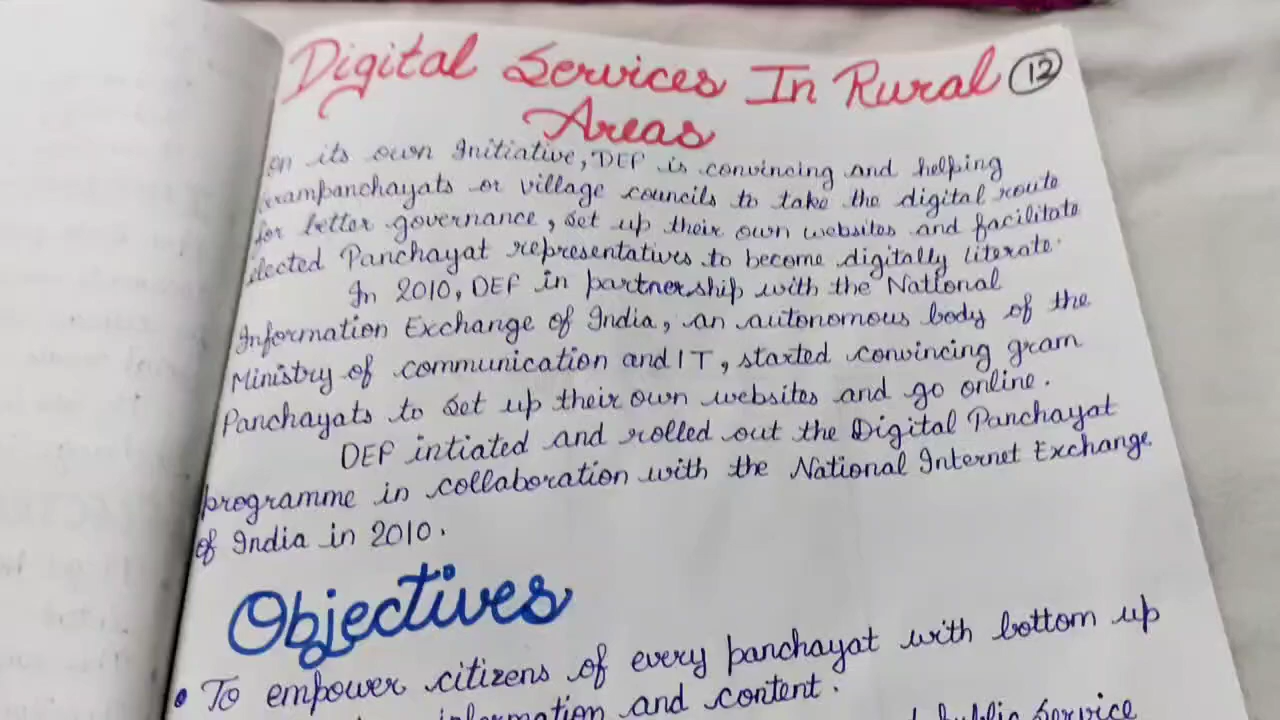 Digital Services In Rural 12
Areas
on its own Initiative, DEF is convincing and helping
grampanchayats or village councils to take the digital route
for better governance, set up their own websites and facilitate
elected Panchayat representatives to become digitally literate.
In 2010, DEF in partnership with the National
Information Exchange of India, an autonomous body of the
Ministry of communication and IT, started convincing gram
Panchayats to set up their own websites and go online.
DEF intiated and rolled out the Digital Panchayat
programme in collaboration with the National Internet Exchange
of India in 2010.
Objectives
• To empower citizens of every panchayat with bottom up
information and content.
public service